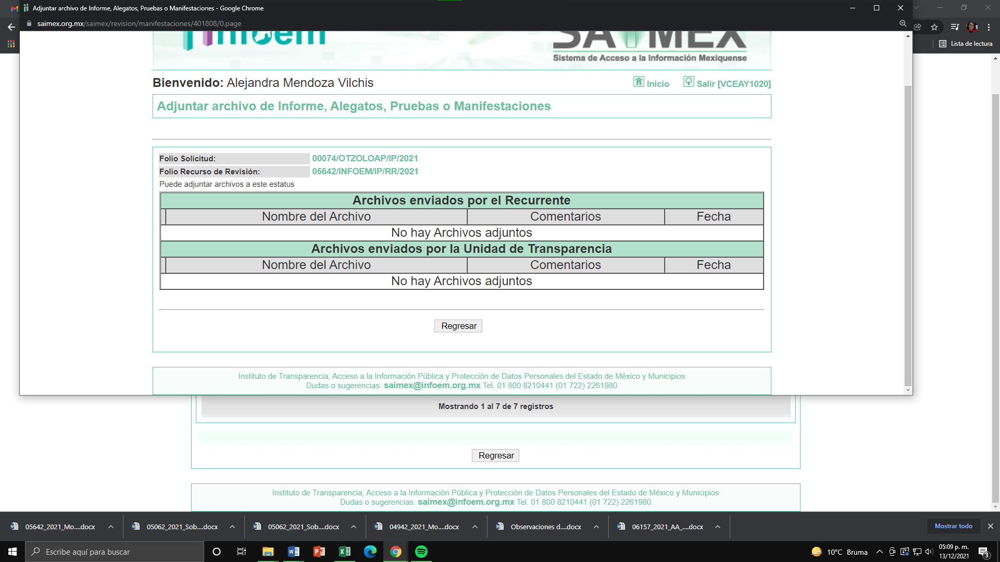 Adjuntar archivo de Informe, Alegatos, Pruebas o Manifestaciones - Google Chrome
saimex.org.mx/saimex/revision/manifestaciones/401808/0.page
Lista de lectura
infoem
SAIMEX
Sistema de Acceso a la Información Mexiquense
Bienvenido: Alejandra Mendoza Vilchis
Inicio
Salir [VCEAY1020]
Adjuntar archivo de Informe, Alegatos, Pruebas o Manifestaciones
Folio Solicitud: 00074/OTZOLOAP/IP/2021
Folio Recurso de Revisión: 05642/INFOEM/IP/RR/2021
Puede adjuntar archivos a este estatus
Archivos enviados por el Recurrente
Nombre del Archivo Comentarios Fecha
No hay Archivos adjuntos
Archivos enviados por la Unidad de Transparencia
Nombre del Archivo Comentarios Fecha
No hay Archivos adjuntos
Regresar
Instituto de Transparencia, Acceso a la Información Pública y Protección de Datos Personales del Estado de México y Municipios
Dudas o sugerencias: saimex@infoem.org.mx Tel. 01 800 8210441 (01 722) 2261980
Mostrando 1 al 7 de 7 registros
Regresar
Instituto de Transparencia, Acceso a la Información Pública y Protección de Datos Personales del Estado de México y Municipios
Dudas o sugerencias: saimex@infoem.org.mx Tel. 01 800 8210441 (01 722) 2261980
05642_2021_Mo....docx
05062_2021_Sob....docx
05062_2021_Sob....docx
04942_2021_Mo....docx
Observaciones d....docx
06157_2021_AA_....docx
Mostrar todo
Escribe aquí para buscar
10°C Bruma
05:09 p. m.
13/12/2021
3